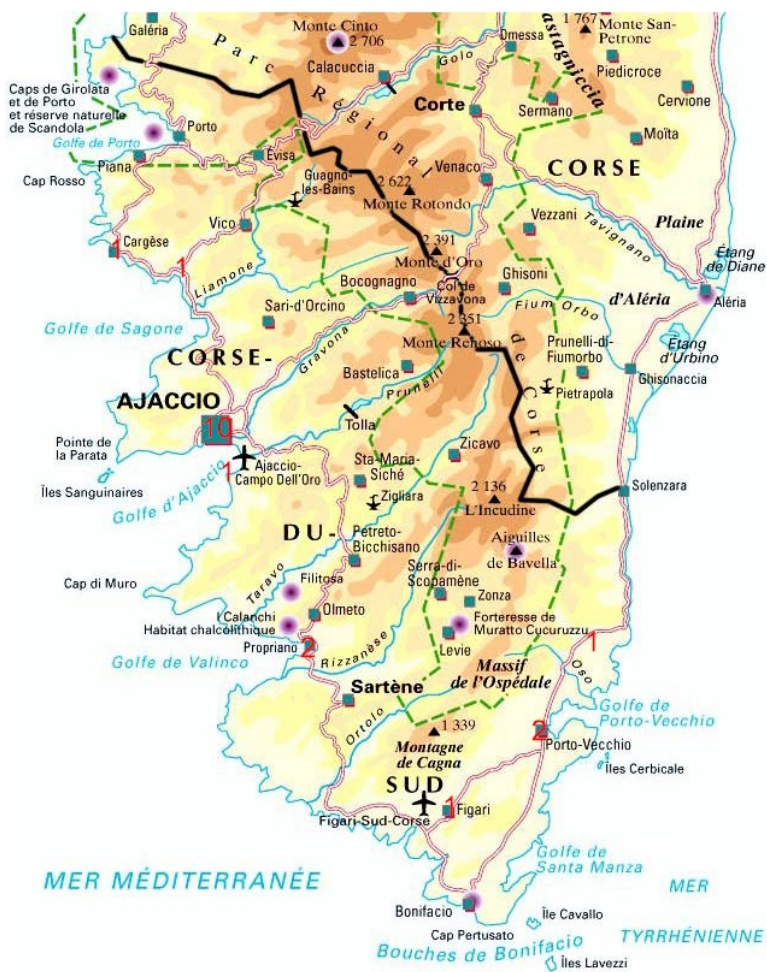 Galéria
Monte Cinto
2 706
Omessa
1 767
Monte San-
Petrone
Castagniccia
Parc Régional
Calacuccia
Golo
Piedicroce
Caps de Girolata
et de Porto
et réserve naturelle
de Scandola
Corte
Sermano
Cervione
Golfe de Porto
Porto
Moïta
Piana
Évisa
Guagno-
les-Bains
Venaco
CORSE
Cap Rosso
2 622
Monte Rotondo
Vico
Vezzani
Tavignano
Plaine
1
Cargèse
2 391
Monte d'Oro
Étang
de Diane
1
Liamone
Bocognagno
Col de
Vizzavona
Ghisoni
d'Aléria
Aléria
Sari-d'Orcino
Fium Orbo
Golfe de Sagone
2 351
Monte Renoso
de Corse
Prunelli-di-
Fiumorbo
Étang
d'Urbino
CORSE-
Gravona
Bastelica
Prunelli
Pietrapola
Ghisonaccia
AJACCIO
10
Tolla
Pointe de
la Parata
Zicavo
1
Ajaccio-
Campo Dell'Oro
Sta-Maria-
Siché
Îles Sanguinaires
Golfe d'Ajaccio
Zigliara
2 136
L'Incudine
Solenzara
DU-
Petreto-
Bicchisano
Aiguilles
de Bavella
Cap di Muro
Taravo
Filitosa
Serra-di-
Scopamène
Zonza
I Calanchi
Habitat chalcolithique
Olmeto
Forteresse de
Muratto Cucuruzzu
Propriano
2
Rizzanèse
Levie
1
Golfe de Valinco
Massif
de l'Ospédale
Oso
Sartène
Ortolo
Golfe de
Porto-Vecchio
1 339
2
Porto-Vecchio
Montagne
de Cagna
Îles Cerbicale
SUD
1
Figari
Figari-Sud-Corse
Golfe de
Santa Manza
MER MÉDITERRANÉE
MER
TYRRHÉNIENNE
Bonifacio
Île Cavallo
Cap Pertusato
Bouches de Bonifacio
Îles Lavezzi